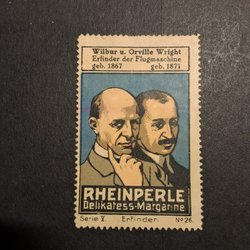 Wilbur u. Orville Wright
Erfinder der Flugmaschine
geb. 1867 geb. 1871
RHEINPERLE
Delikatess-Margarine
Serie V. Erfinder No 26